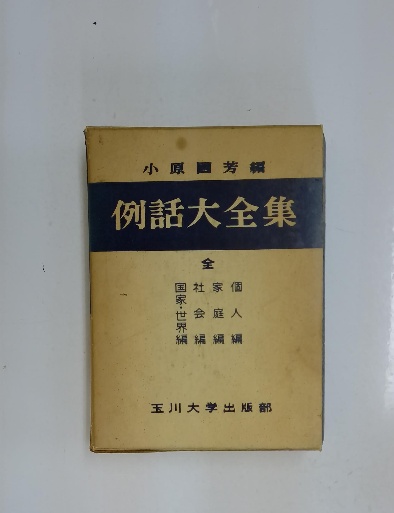 小原國芳編
例話大全集
全
個人編
家庭編
社会編
国家・世界編
玉川大学出版部